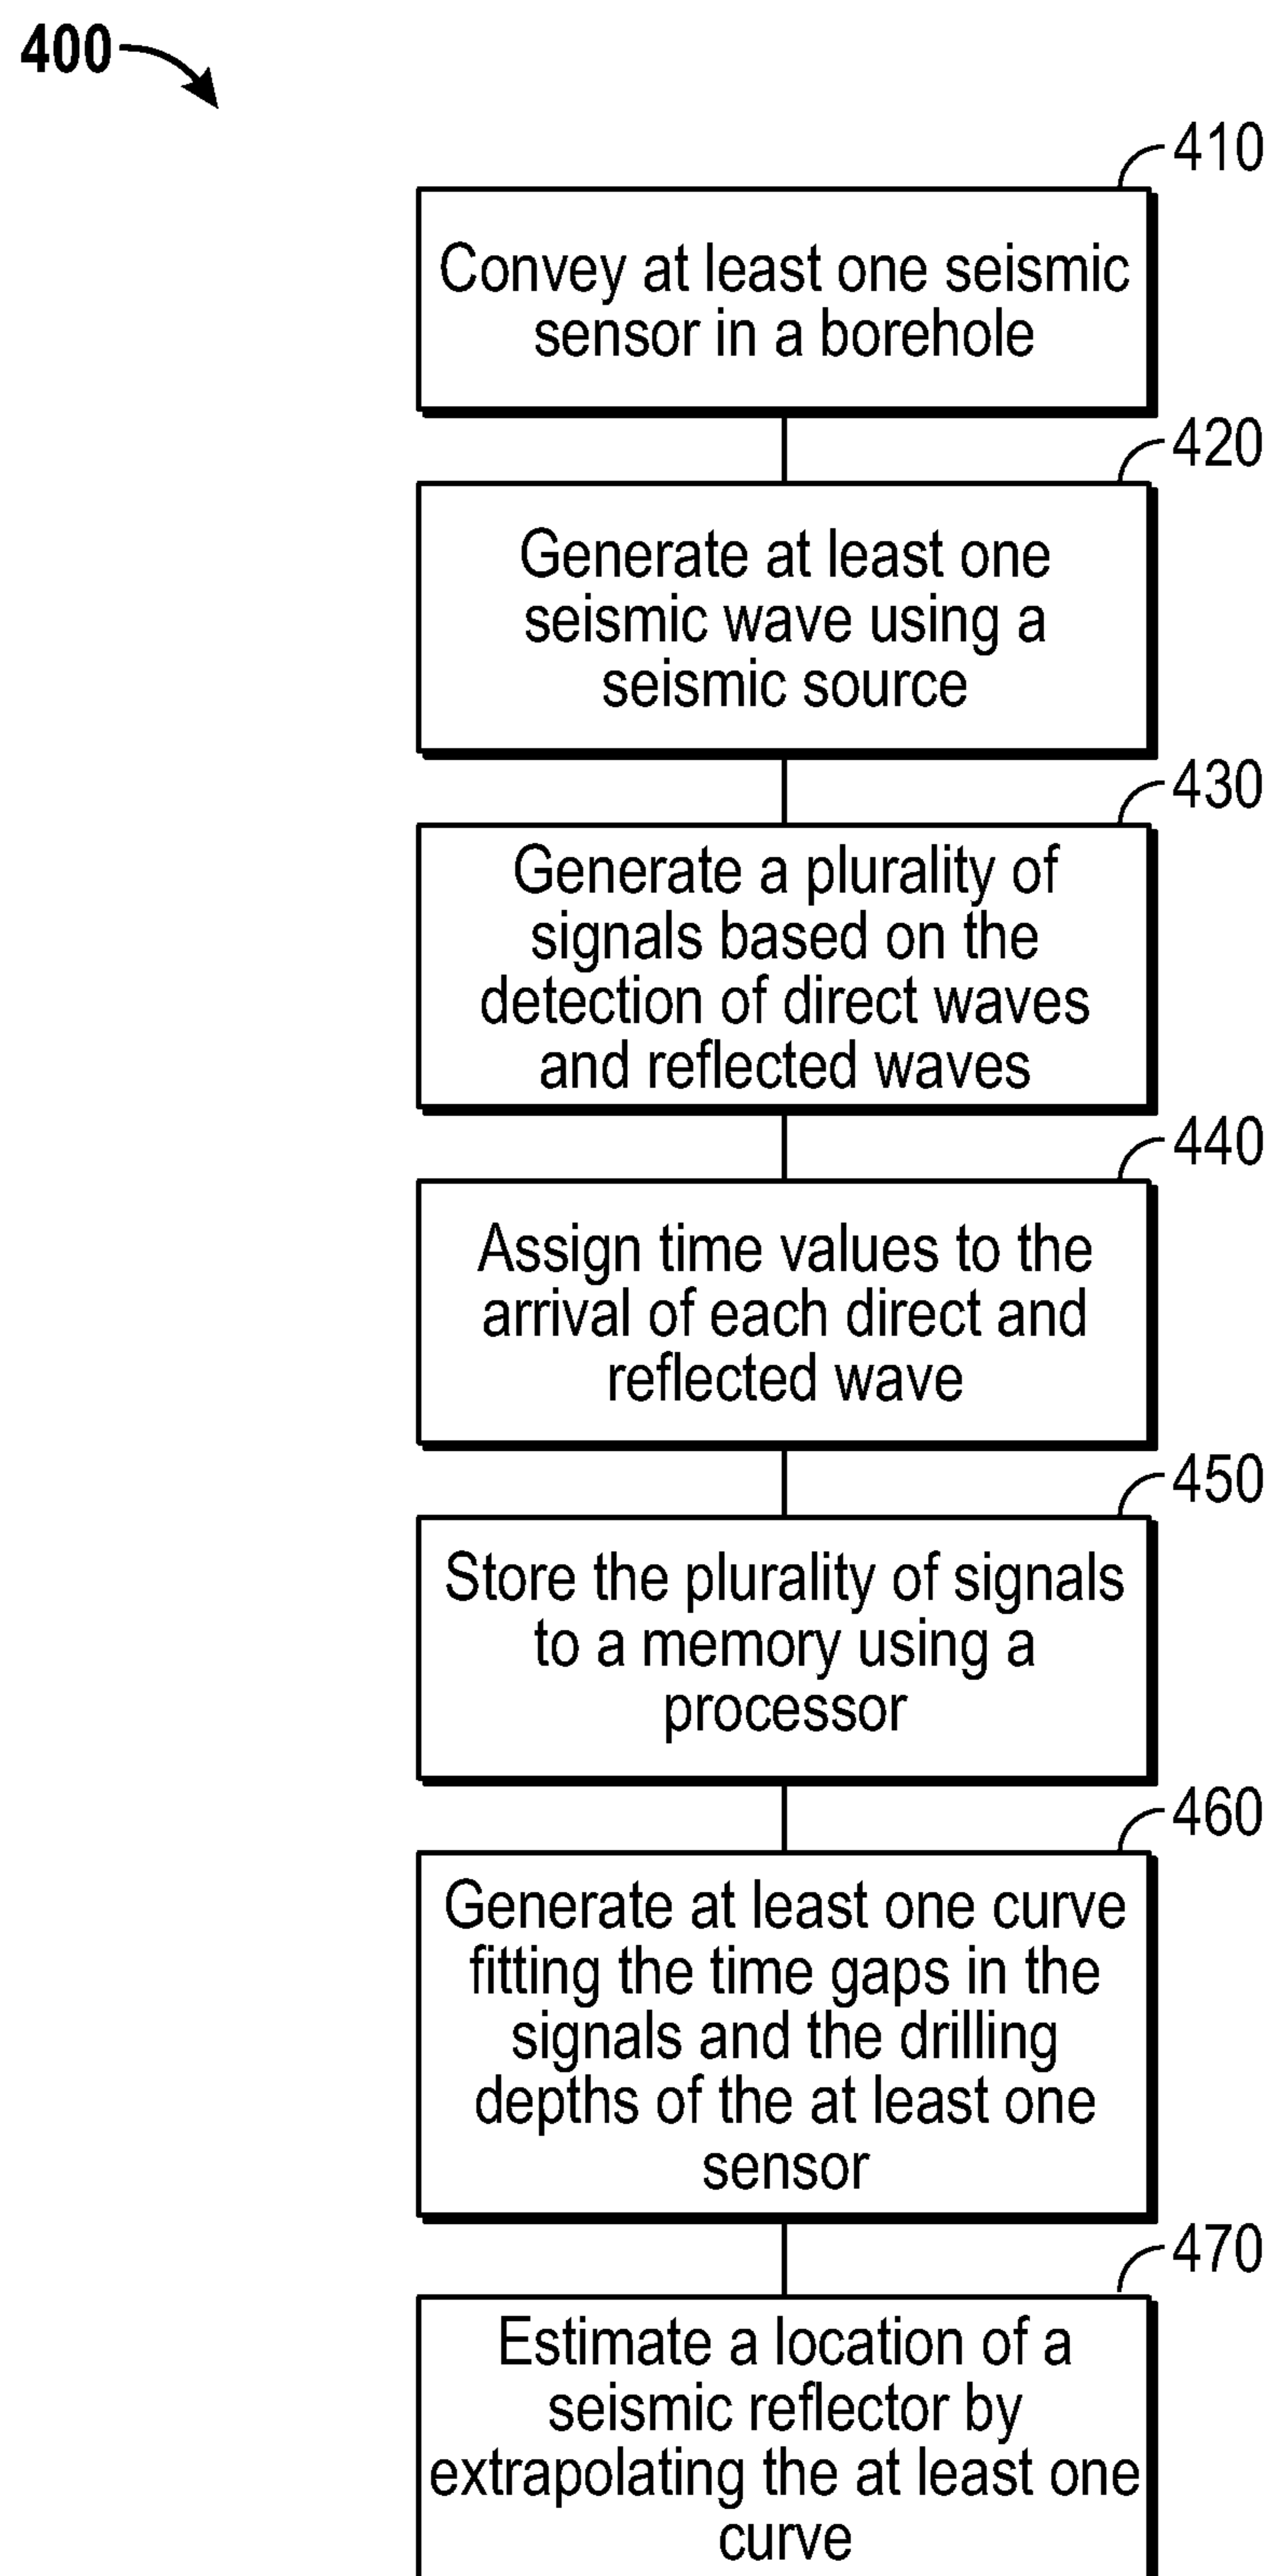 400
410
Convey at least one seismic
sensor in a borehole
420
Generate at least one
seismic wave using a
seismic source
430
Generate a plurality of
signals based on the
detection of direct waves
and reflected waves
440
Assign time values to the
arrival of each direct and
reflected wave
450
Store the plurality of signals
to a memory using a
processor
460
Generate at least one curve
fitting the time gaps in the
signals and the drilling
depths of the at least one
sensor
470
Estimate a location of a
seismic reflector by
extrapolating the at least one
curve